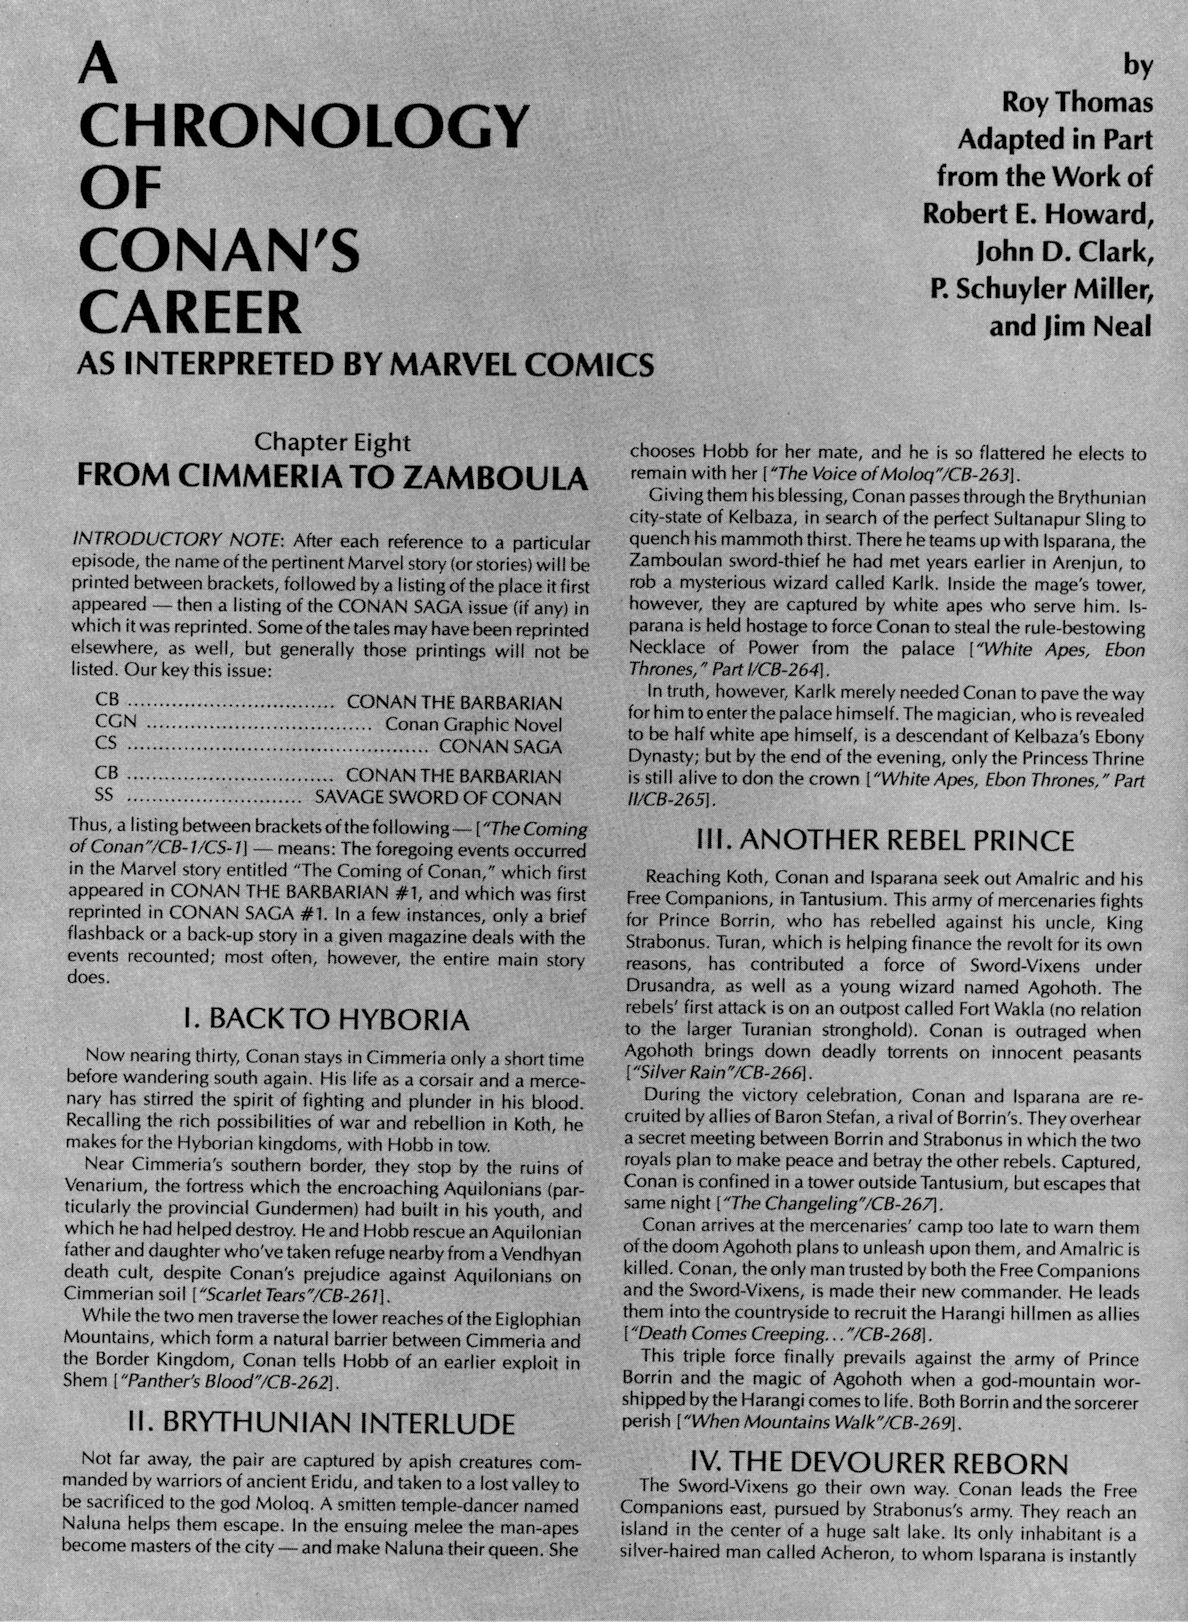 A
CHRONOLOGY
OF
CONAN'S
CAREER
AS INTERPRETED BY MARVEL COMICS
by
Roy Thomas
Adapted in Part
from the Work of
Robert E. Howard,
John D. Clark,
P. Schuyler Miller,
and Jim Neal
Chapter Eight
FROM CIMMERIA TO ZAMBOULA
INTRODUCTORY NOTE: After each reference to a particular
episode, the name of the pertinent Marvel story (or stories) will be
printed between brackets, followed by a listing of the place it first
appeared — then a listing of the CONAN SAGA issue (if any) in
which it was reprinted. Some of the tales may have been reprinted
elsewhere, as well, but generally those printings will not be
listed. Our key this issue:
CB ................................. CONAN THE BARBARIAN
CGN .................................... Conan Graphic Novel
CS ................................................ CONAN SAGA
CB ................................. CONAN THE BARBARIAN
SS ............................ SAVAGE SWORD OF CONAN
Thus, a listing between brackets of the following — ["The Coming
of Conan"/CB-1/CS-1] — means: The foregoing events occurred
in the Marvel story entitled "The Coming of Conan," which first
appeared in CONAN THE BARBARIAN #1, and which was first
reprinted in CONAN SAGA #1. In a few instances, only a brief
flashback or a back-up story in a given magazine deals with the
events recounted; most often, however, the entire main story
does.
I. BACK TO HYBORIA
Now nearing thirty, Conan stays in Cimmeria only a short time
before wandering south again. His life as a corsair and a merce-
nary has stirred the spirit of fighting and plunder in his blood.
Recalling the rich possibilities of war and rebellion in Koth, he
makes for the Hyborian kingdoms, with Hobb in tow.
Near Cimmeria's southern border, they stop by the ruins of
Venarium, the fortress which the encroaching Aquilonians (par-
ticularly the provincial Gundermen) had built in his youth, and
which he had helped destroy. He and Hobb rescue an Aquilonian
father and daughter who've taken refuge nearby from a Vendhyan
death cult, despite Conan's prejudice against Aquilonians on
Cimmerian soil ["Scarlet Tears"/CB-261].
While the two men traverse the lower reaches of the Eiglophian
Mountains, which form a natural barrier between Cimmeria and
the Border Kingdom, Conan tells Hobb of an earlier exploit in
Shem ["Panther's Blood"/CB-262].
II. BRYTHUNIAN INTERLUDE
Not far away, the pair are captured by apish creatures com-
manded by warriors of ancient Eridu, and taken to a lost valley to
be sacrificed to the god Moloq. A smitten temple-dancer named
Naluna helps them escape. In the ensuing melee the man-apes
become masters of the city — and make Naluna their queen. She
chooses Hobb for her mate, and he is so flattered he elects to
remain with her ["The Voice of Moloq"/CB-263].
Giving them his blessing, Conan passes through the Brythunian
city-state of Kelbaza, in search of the perfect Sultanapur Sling to
quench his mammoth thirst. There he teams up with Isparana, the
Zamboulan sword-thief he had met years earlier in Arenjun, to
rob a mysterious wizard called Karlk. Inside the mage's tower,
however, they are captured by white apes who serve him. Is-
parana is held hostage to force Conan to steal the rule-bestowing
Necklace of Power from the palace ["White Apes, Ebon
Thrones," Part I/CB-264].
In truth, however, Karlk merely needed Conan to pave the way
for him to enter the palace himself. The magician, who is revealed
to be half white ape himself, is a descendant of Kelbaza's Ebony
Dynasty; but by the end of the evening, only the Princess Thrine
is still alive to don the crown ["White Apes, Ebon Thrones," Part
II/CB-265].
III. ANOTHER REBEL PRINCE
Reaching Koth, Conan and Isparana seek out Amalric and his
Free Companions, in Tantusium. This army of mercenaries fights
for Prince Borrin, who has rebelled against his uncle, King
Strabonus. Turan, which is helping finance the revolt for its own
reasons, has contributed a force of Sword-Vixens under
Drusandra, as well as a young wizard named Agohoth. The
rebels' first attack is on an outpost called Fort Wakla (no relation
to the larger Turanian stronghold). Conan is outraged when
Agohoth brings down deadly torrents on innocent peasants
["Silver Rain"/CB-266].
During the victory celebration, Conan and Isparana are re-
cruited by allies of Baron Stefan, a rival of Borrin's. They overhear
a secret meeting between Borrin and Strabonus in which the two
royals plan to make peace and betray the other rebels. Captured,
Conan is confined in a tower outside Tantusium, but escapes that
same night ["The Changeling"/CB-267].
Conan arrives at the mercenaries' camp too late to warn them
of the doom Agohoth plans to unleash upon them, and Amalric is
killed. Conan, the only man trusted by both the Free Companions
and the Sword-Vixens, is made their new commander. He leads
them into the countryside to recruit the Harangi hillmen as allies
["Death Comes Creeping. . ."/CB-268].
This triple force finally prevails against the army of Prince
Borrin and the magic of Agohoth when a god-mountain wor-
shipped by the Harangi comes to life. Both Borrin and the sorcerer
perish ["When Mountains Walk"/CB-269].
IV. THE DEVOURER REBORN
The Sword-Vixens go their own way. Conan leads the Free
Companions east, pursued by Strabonus's army. They reach an
island in the center of a huge salt lake. Its only inhabitant is a
silver-haired man called Acheron, to whom Isparana is instantly